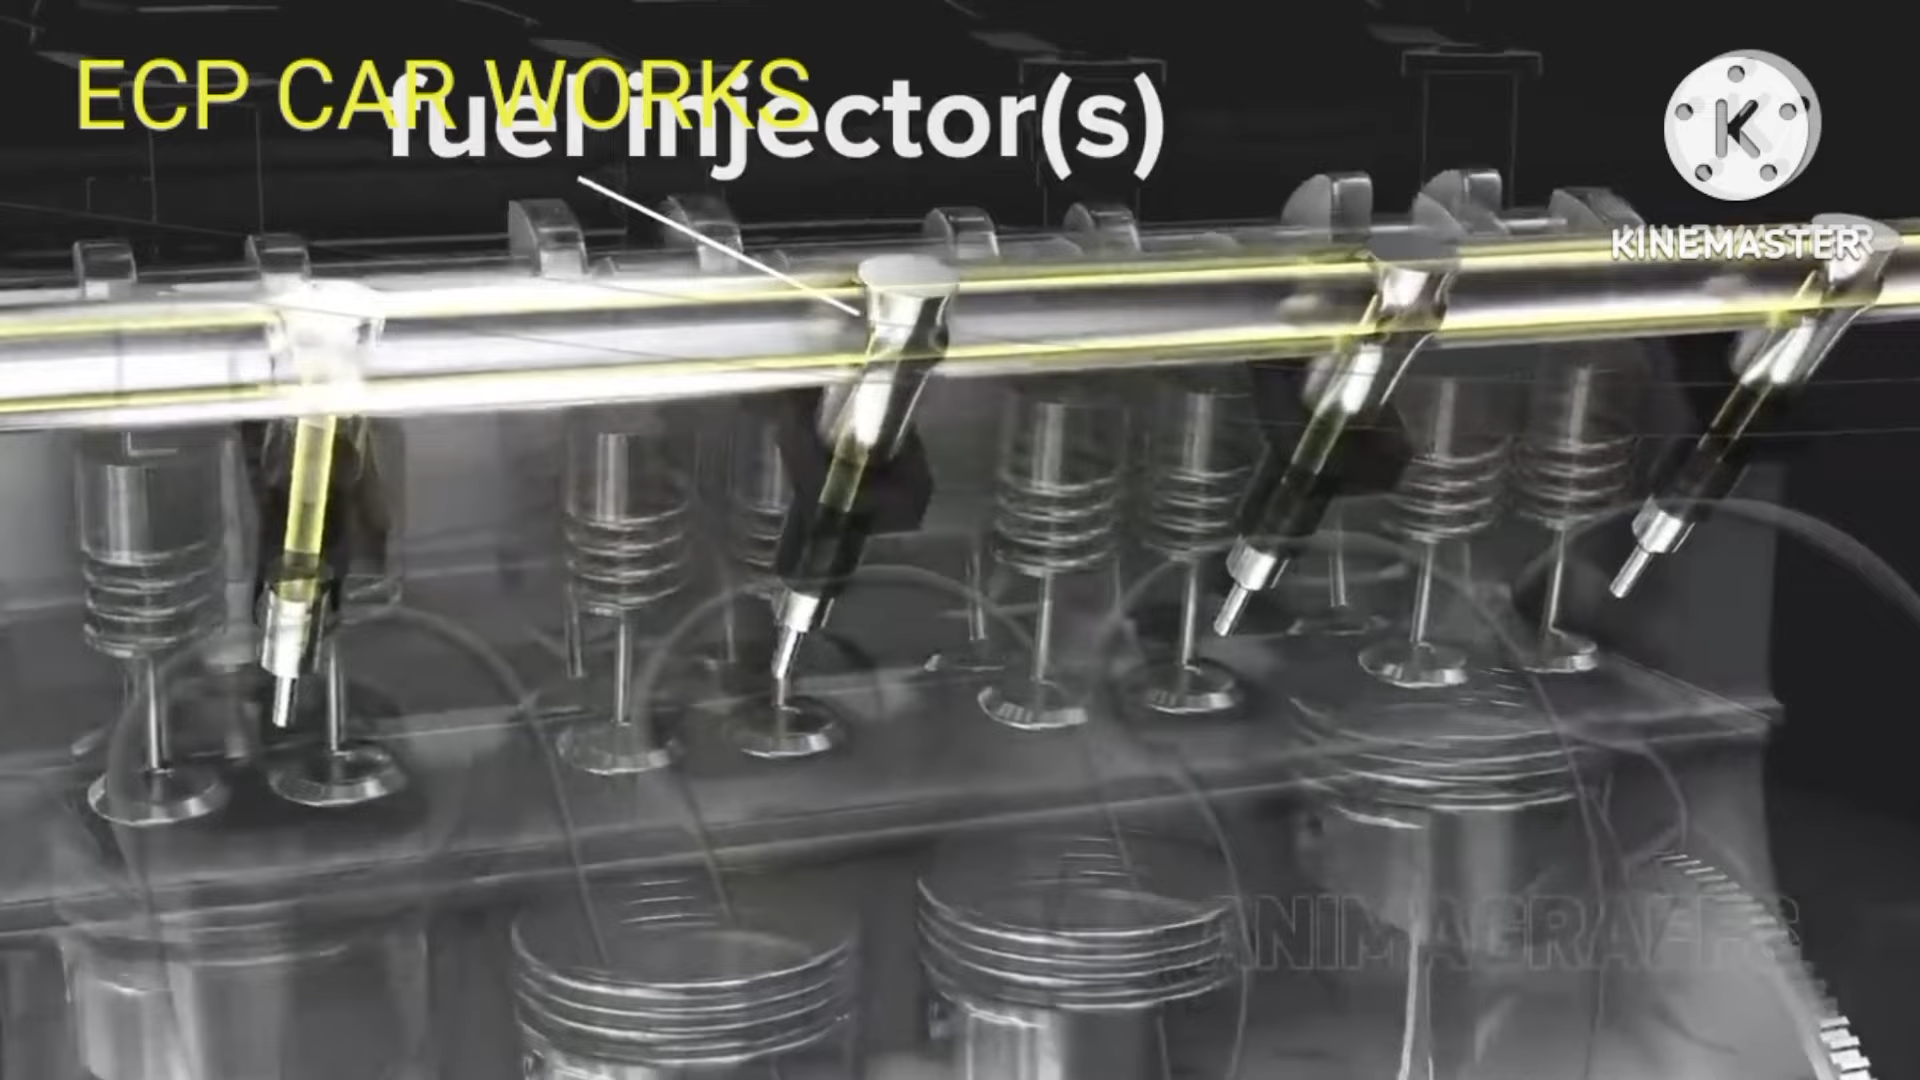 ECP CAR WORKS
fuel injector(s)
K
KINEMASTER
ANIMAGRAFFS